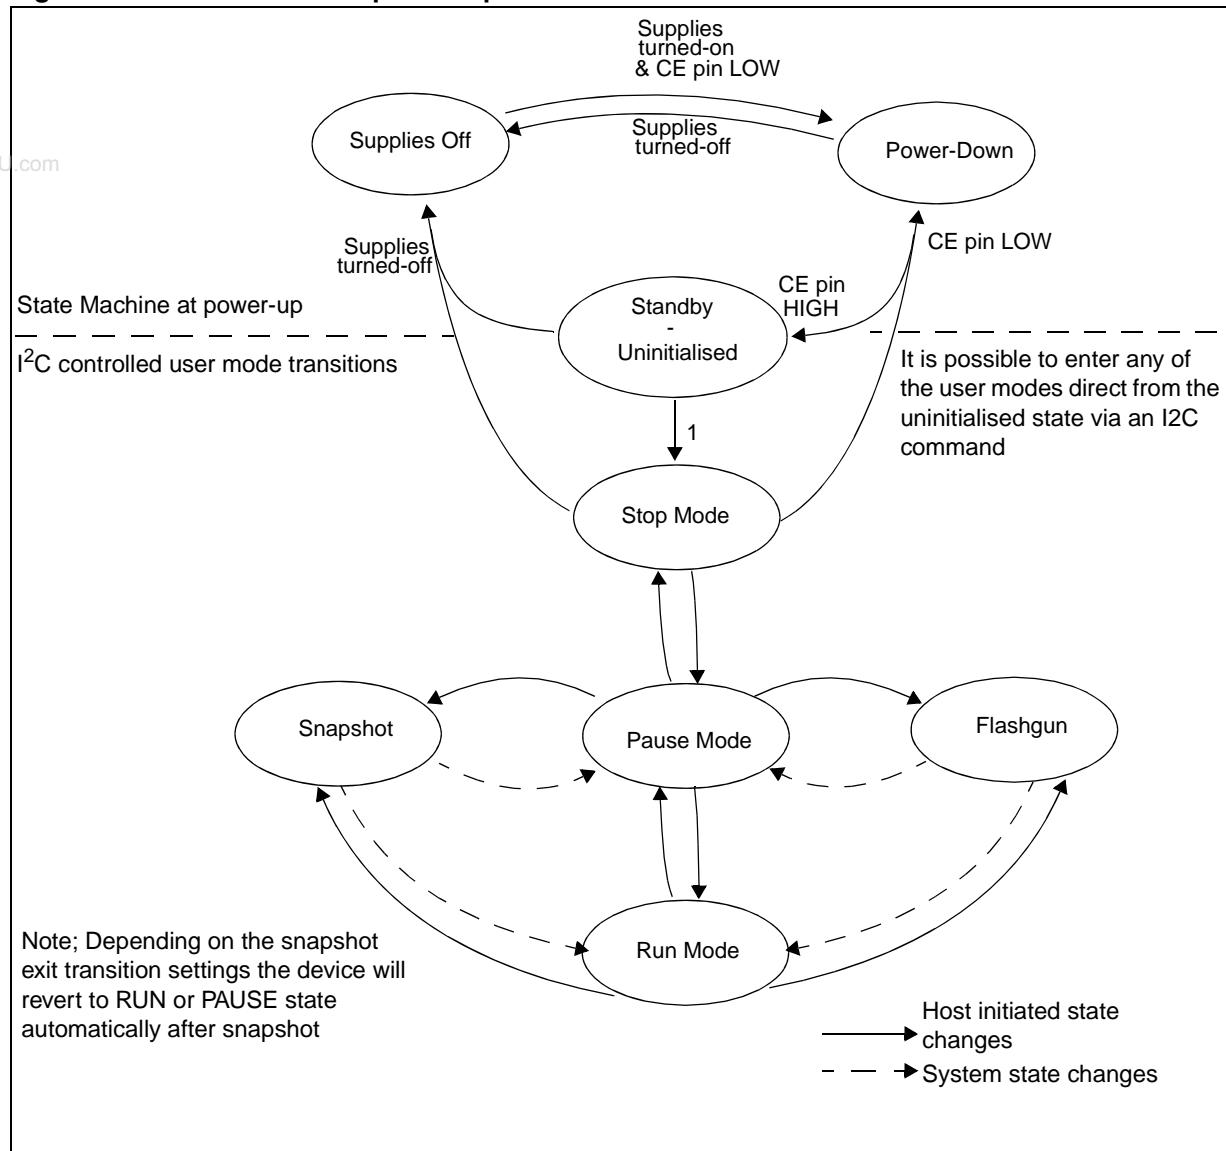 Supplies
turned-on
& CE pin LOW
Supplies Off
Supplies
turned-off
Power-Down
U.com
Supplies
turned-off
CE pin LOW
CE pin
HIGH
State Machine at power-up
Standby
-
Uninitialised
I2C controlled user mode transitions
It is possible to enter any of
the user modes direct from the
uninitialised state via an I2C
command
1
Stop Mode
Snapshot
Pause Mode
Flashgun
Run Mode
Note; Depending on the snapshot
exit transition settings the device will
revert to RUN or PAUSE state
automatically after snapshot
Host initiated state
changes
System state changes